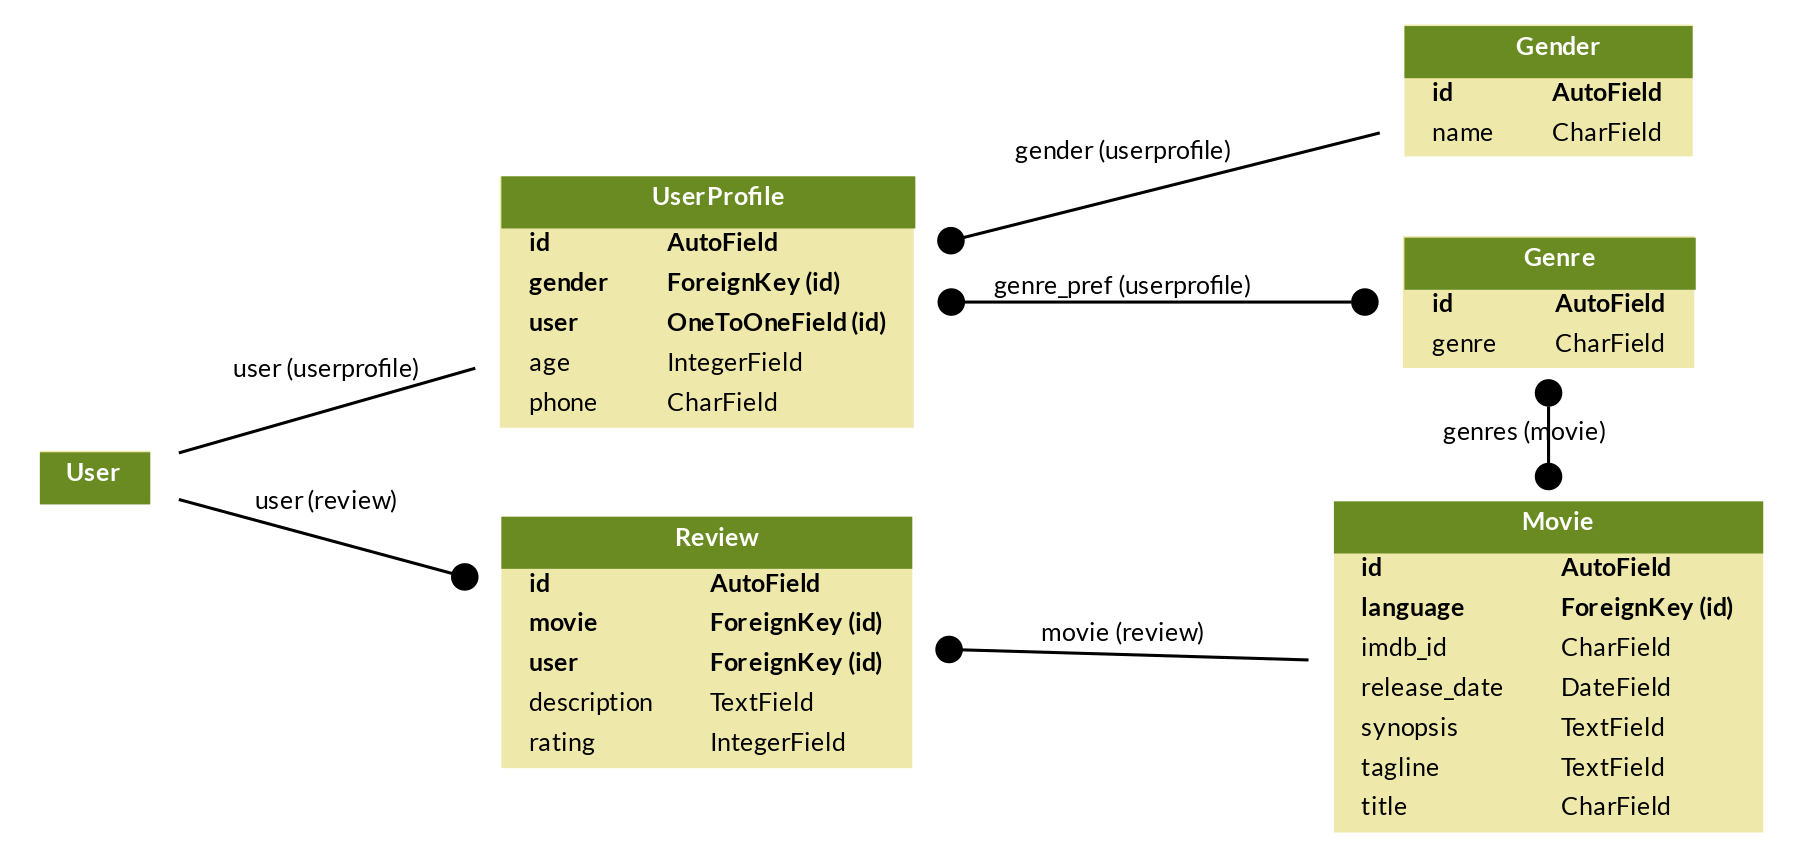 Gender
id AutoField
name CharField
gender (userprofile)
UserProfile
id AutoField
gender ForeignKey (id)
user OneToOneField (id)
age IntegerField
phone CharField
genre_pref (userprofile)
Genre
id AutoField
genre CharField
user (userprofile)
User
user (review)
genres (movie)
Review
id AutoField
movie ForeignKey (id)
user ForeignKey (id)
description TextField
rating IntegerField
movie (review)
Movie
id AutoField
language ForeignKey (id)
imdb_id CharField
release_date DateField
synopsis TextField
tagline TextField
title CharField